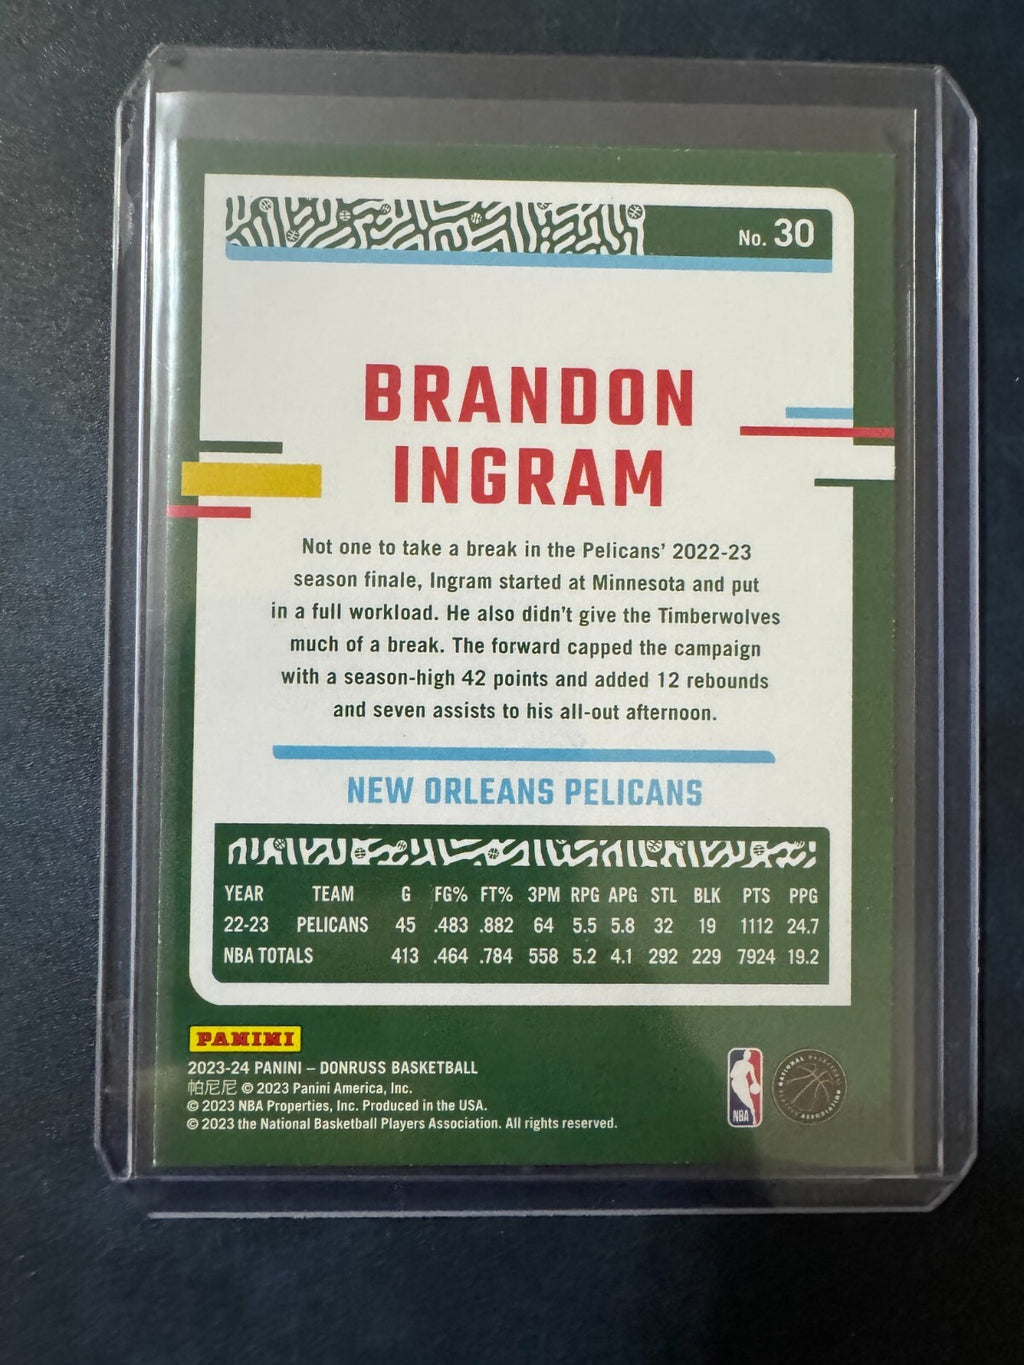 No. 30
BRANDON
INGRAM
Not one to take a break in the Pelicans' 2022-23
season finale, Ingram started at Minnesota and put
in a full workload. He also didn't give the Timberwolves
much of a break. The forward capped the campaign
with a season-high 42 points and added 12 rebounds
and seven assists to his all-out afternoon.
NEW ORLEANS PELICANS
YEAR TEAM G FG% FT% 3PM RPG APG STL BLK PTS PPG
22-23 PELICANS 45 .483 .882 64 5.5 5.8 32 19 1112 24.7
NBA TOTALS 413 .464 .784 558 5.2 4.1 292 229 7924 19.2
PANINI
2023-24 PANINI – DONRUSS BASKETBALL
帕尼尼 © 2023 Panini America, Inc.
© 2023 NBA Properties, Inc. Produced in the USA.
© 2023 the National Basketball Players Association. All rights reserved.
NBA
NATIONAL BASKETBALL PLAYERS ASSOCIATION